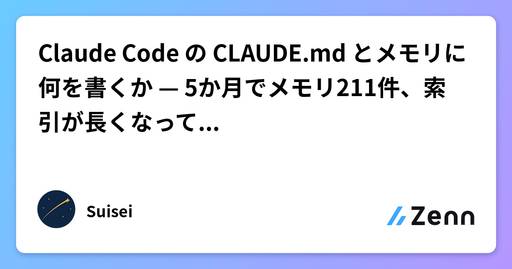 Claude Code の CLAUDE.md とメモリに
何を書くか — 5か月でメモリ211件、索
引が長くなって...
Suisei
Zenn